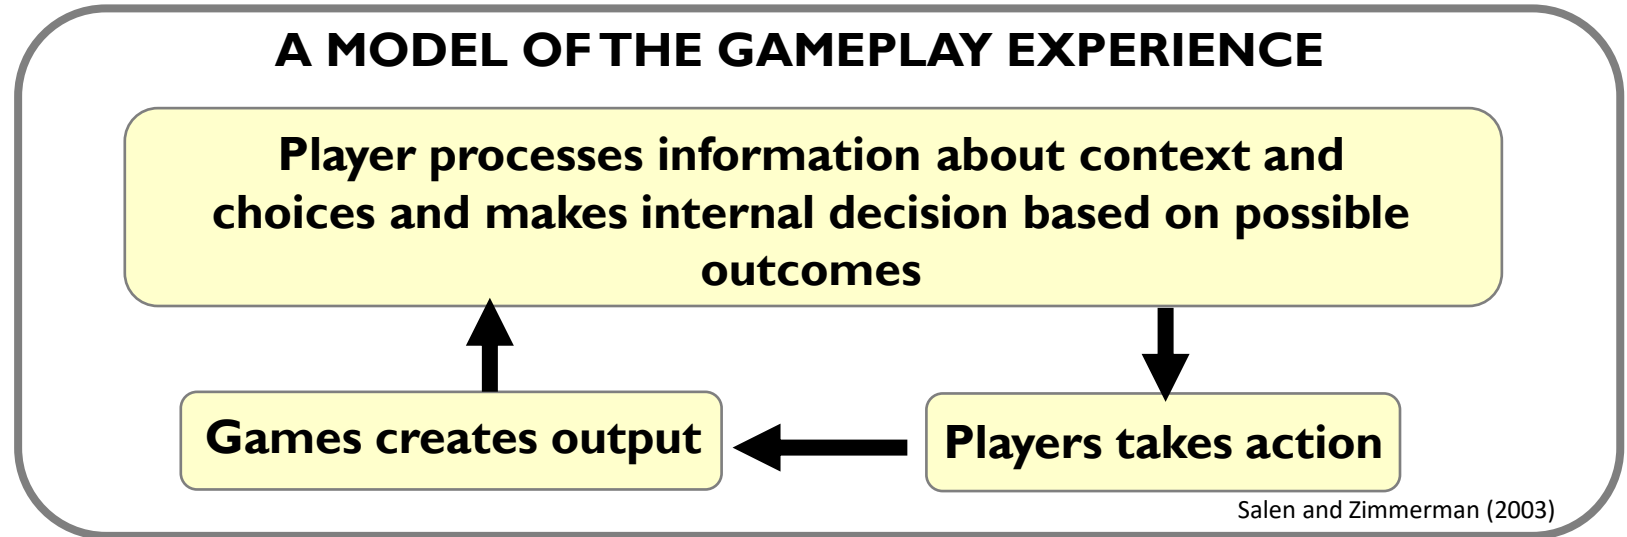 A MODEL OF THE GAMEPLAY EXPERIENCE
Player processes information about context and
choices and makes internal decision based on possible
outcomes
Games creates output
Players takes action
Salen and Zimmerman (2003)